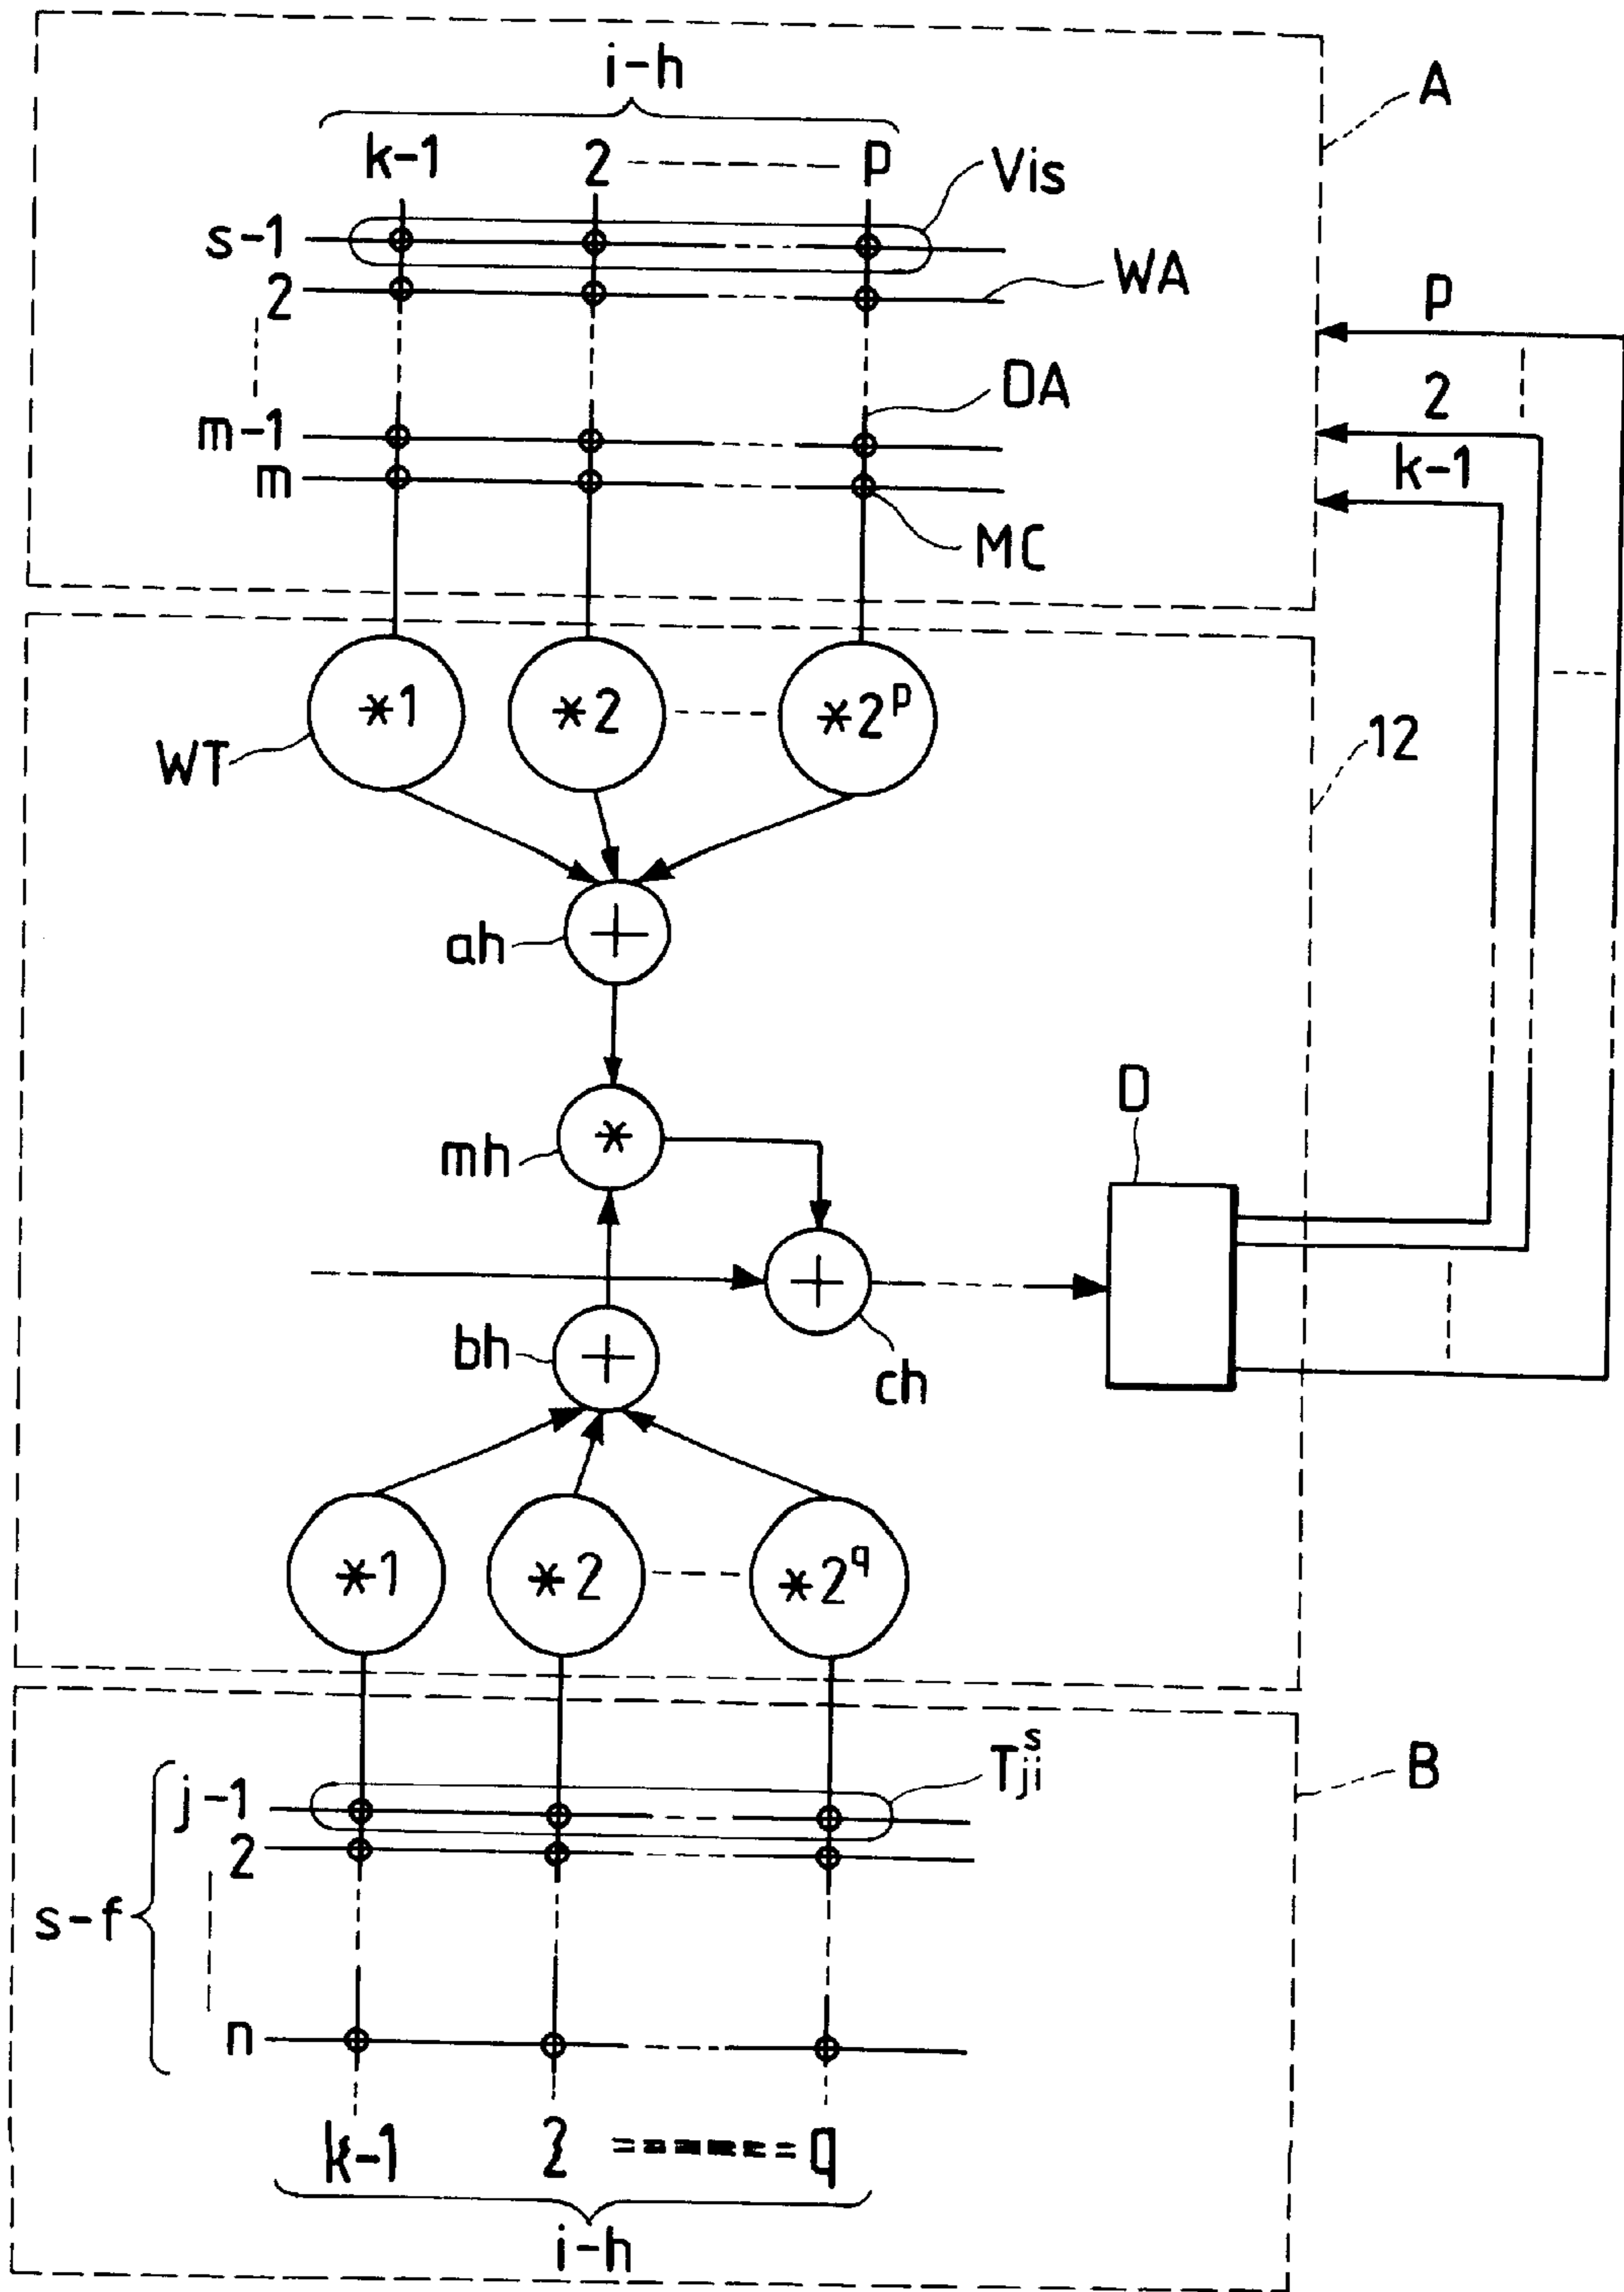 i-h
A
k-1 2 p
Vis
s-1
WA
2
p
DA
2
m-1
k-1
m
MC
*1 *2 *2^p
WT
12
+
ah
*
mh
D
+
ch
+
bh
*1 *2 *2^q
T^s_ji
B
j-1
2
s-f
n
k-1 2 q
i-h